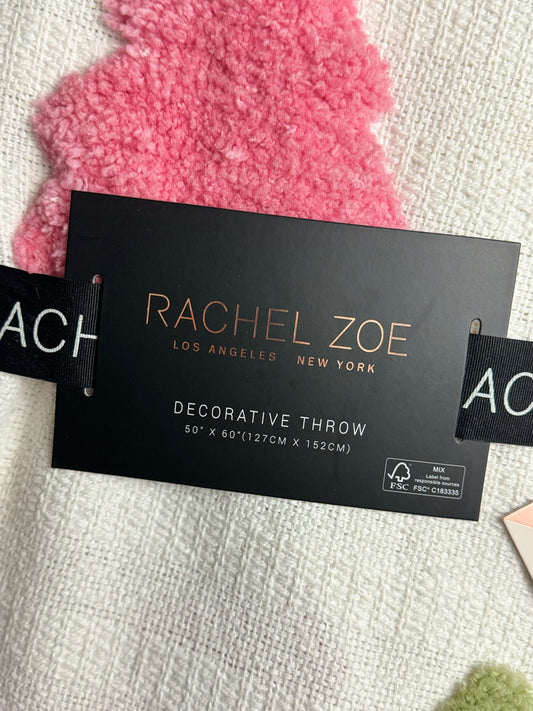 ACH
RACHEL ZOE
LOS ANGELES NEW YORK
DECORATIVE THROW
50" X 60"(127CM X 152CM)
AC
FSC
MIX
Label from
responsible sources
FSC® C183335